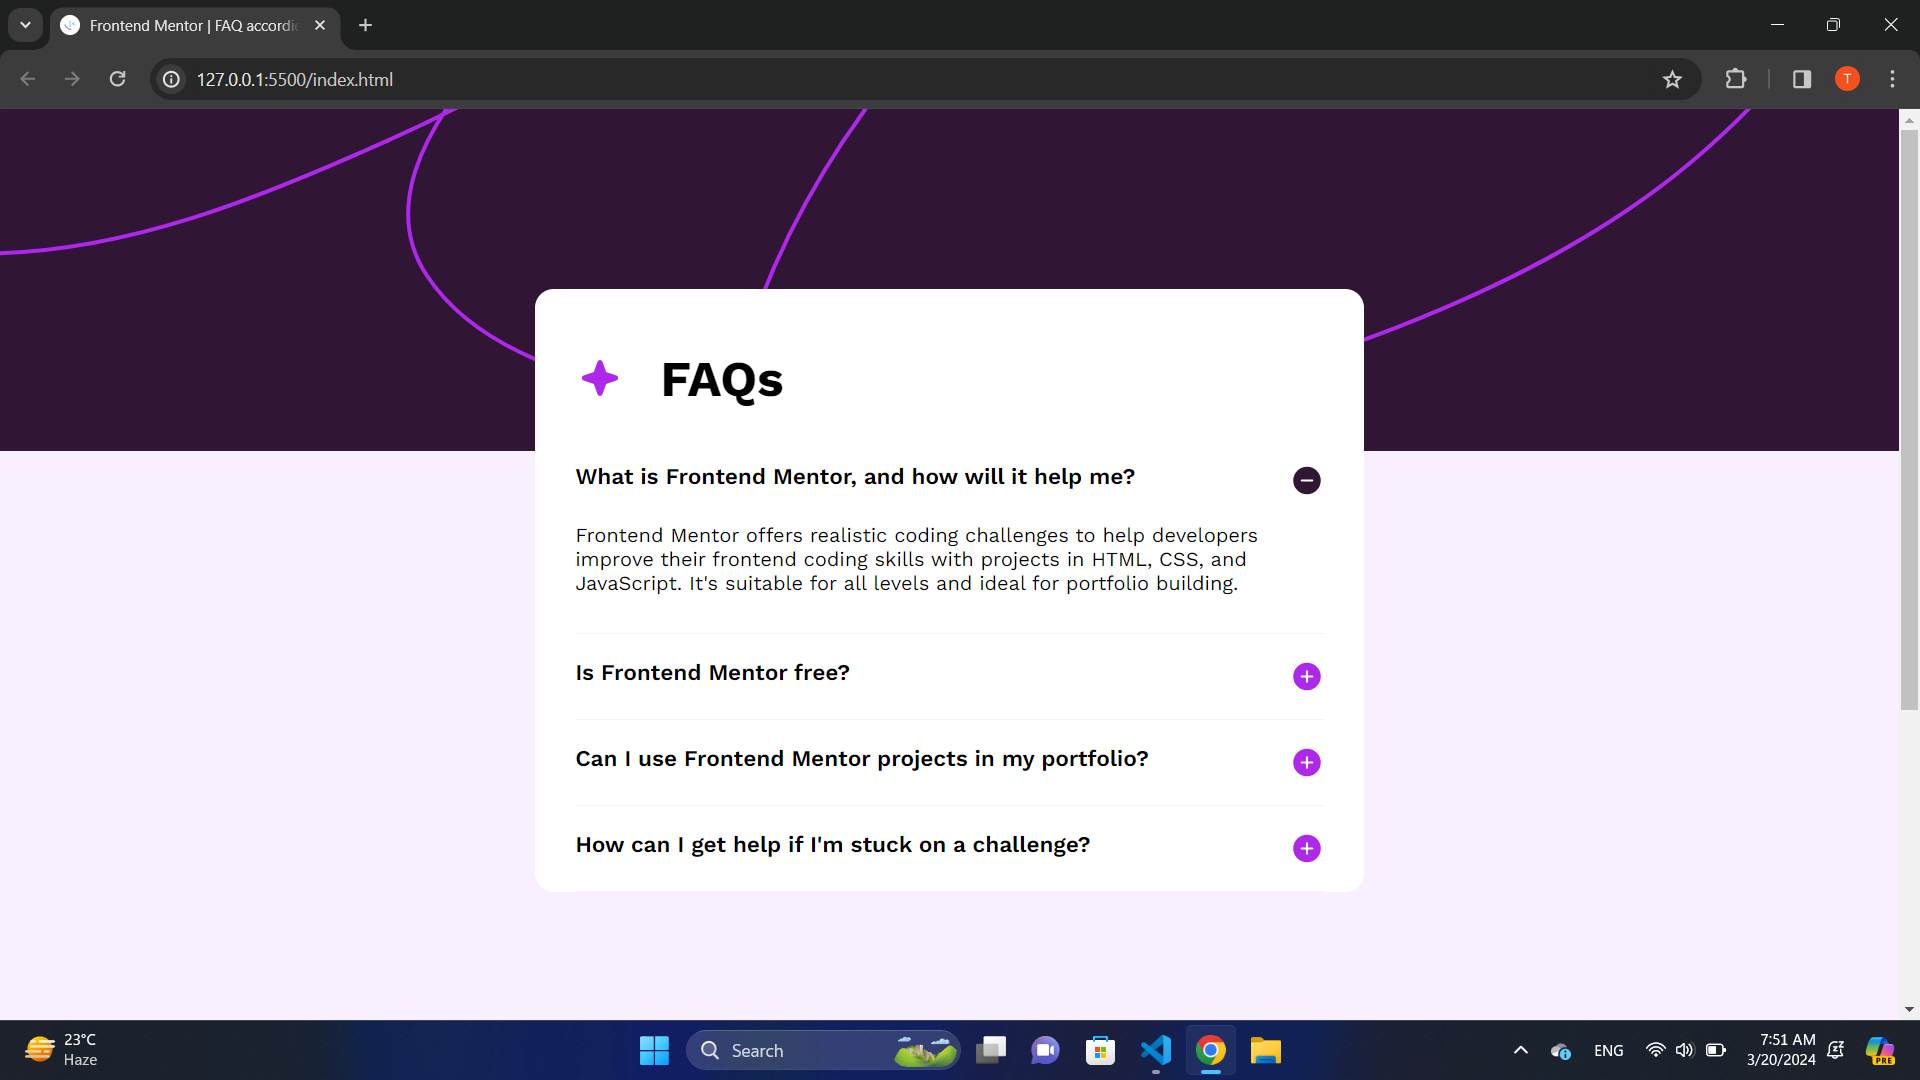 Frontend Mentor | FAQ accordi
127.0.0.1:5500/index.html
T
FAQs
What is Frontend Mentor, and how will it help me?
Frontend Mentor offers realistic coding challenges to help developers
improve their frontend coding skills with projects in HTML, CSS, and
JavaScript. It's suitable for all levels and ideal for portfolio building.
Is Frontend Mentor free?
Can I use Frontend Mentor projects in my portfolio?
How can I get help if I'm stuck on a challenge?
23°C
Haze
Search
ENG
7:51 AM
3/20/2024
PRE